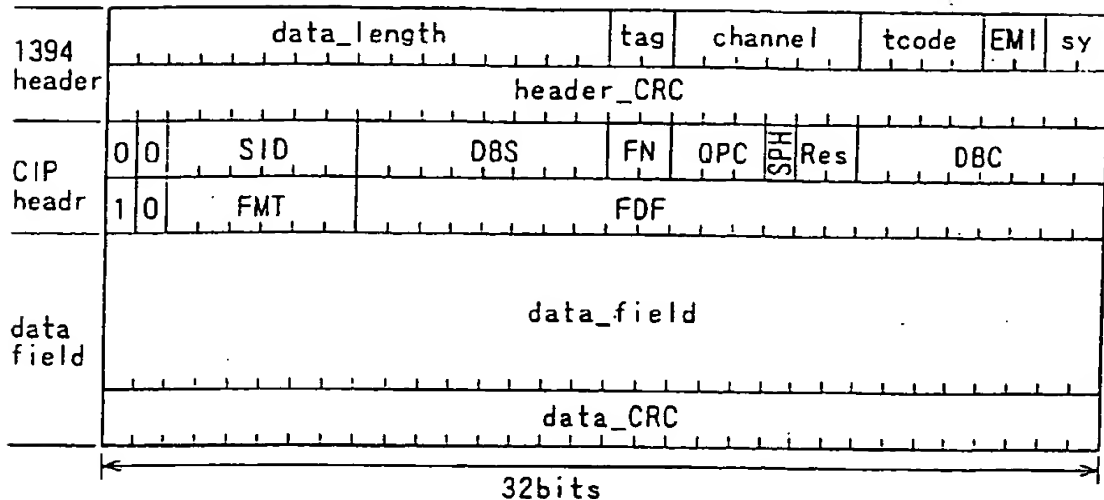 1394 header
data_length tag channel tcode EMI sy
header_CRC
CIP headr
0 0 SID DBS FN QPC SPH Res DBC
1 0 FMT FDF
data field
data_field
data_CRC
32bits